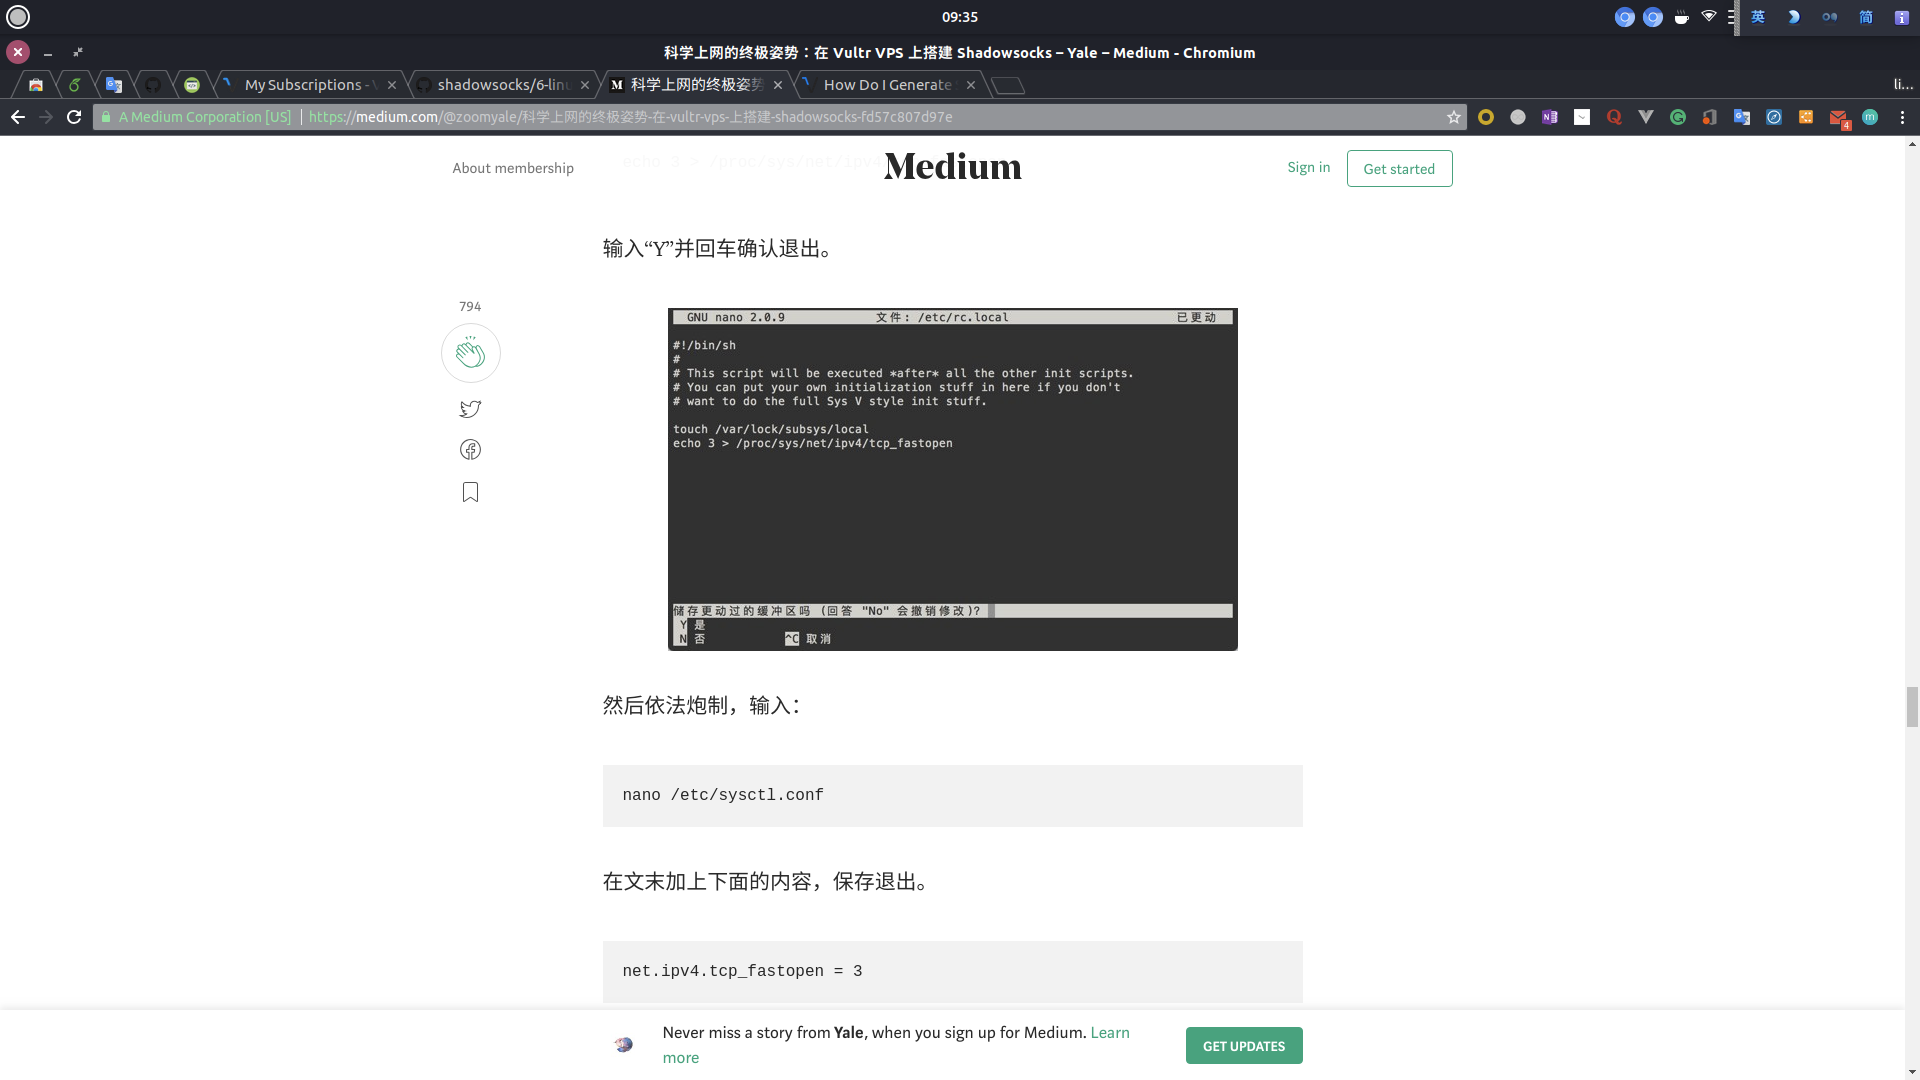 09:35
英
简
科学上网的终极姿势：在 Vultr VPS 上搭建 Shadowsocks – Yale – Medium - Chromium
My Subscriptions -
shadowsocks/6-linu
科学上网的终极姿势
How Do I Generate
li...
A Medium Corporation [US] | https://medium.com/@zoomyale/科学上网的终极姿势-在-vultr-vps-上搭建-shadowsocks-fd57c807d97e
4
echo 3 > /proc/sys/net/ipv4/
About membership
Medium
Sign in
Get started
输入“Y”并回车确认退出。
794
GNU nano 2.0.9 文件: /etc/rc.local 已更动
#!/bin/sh
#
# This script will be executed *after* all the other init scripts.
# You can put your own initialization stuff in here if you don't
# want to do the full Sys V style init stuff.
touch /var/lock/subsys/local
echo 3 > /proc/sys/net/ipv4/tcp_fastopen
储存更动过的缓冲区吗 (回答 "No" 会撤销修改)?
Y 是
N 否 ^C 取消
然后依法炮制，输入：
nano /etc/sysctl.conf
在文末加上下面的内容，保存退出。
net.ipv4.tcp_fastopen = 3
Never miss a story from Yale, when you sign up for Medium. Learn
more
GET UPDATES